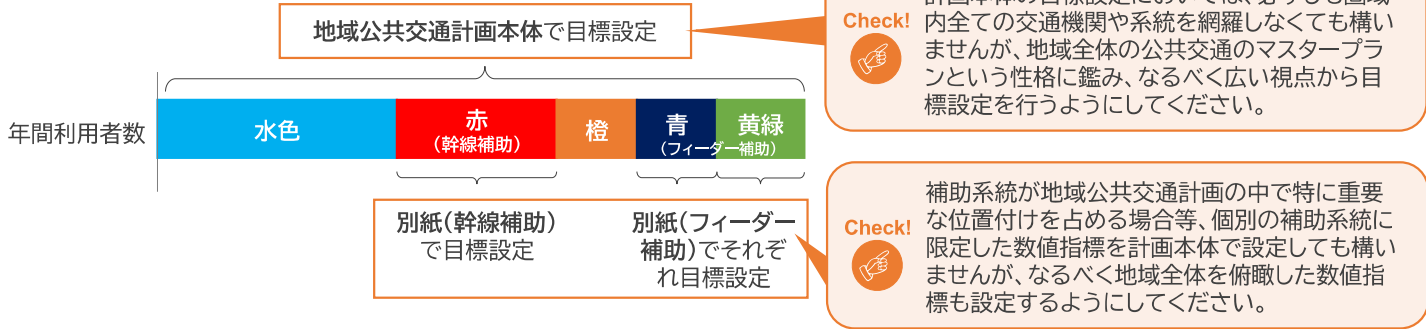 地域公共交通計画本体で目標設定
年間利用者数
水色
赤
(幹線補助)
橙
青
黄緑
(フィーダー補助)
別紙(幹線補助)
で目標設定
別紙(フィーダー
補助)でそれぞ
れ目標設定
Check!
内全ての交通機関や系統を網羅しなくても構い
ませんが、地域全体の公共交通のマスタープラ
ンという性格に鑑み、なるべく広い視点から目
標設定を行うようにしてください。
Check!
補助系統が地域公共交通計画の中で特に重要
な位置付けを占める場合等、個別の補助系統に
限定した数値指標を計画本体で設定しても構い
ませんが、なるべく地域全体を俯瞰した数値指
標も設定するようにしてください。